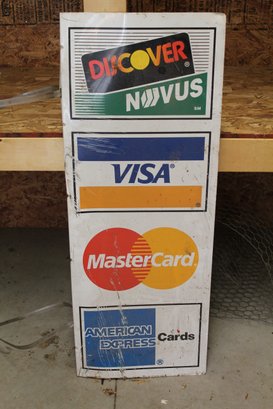 DISCOVER
®
NOVUS
VISA
®
MasterCard
AMERICAN
EXPRESS
Cards
®